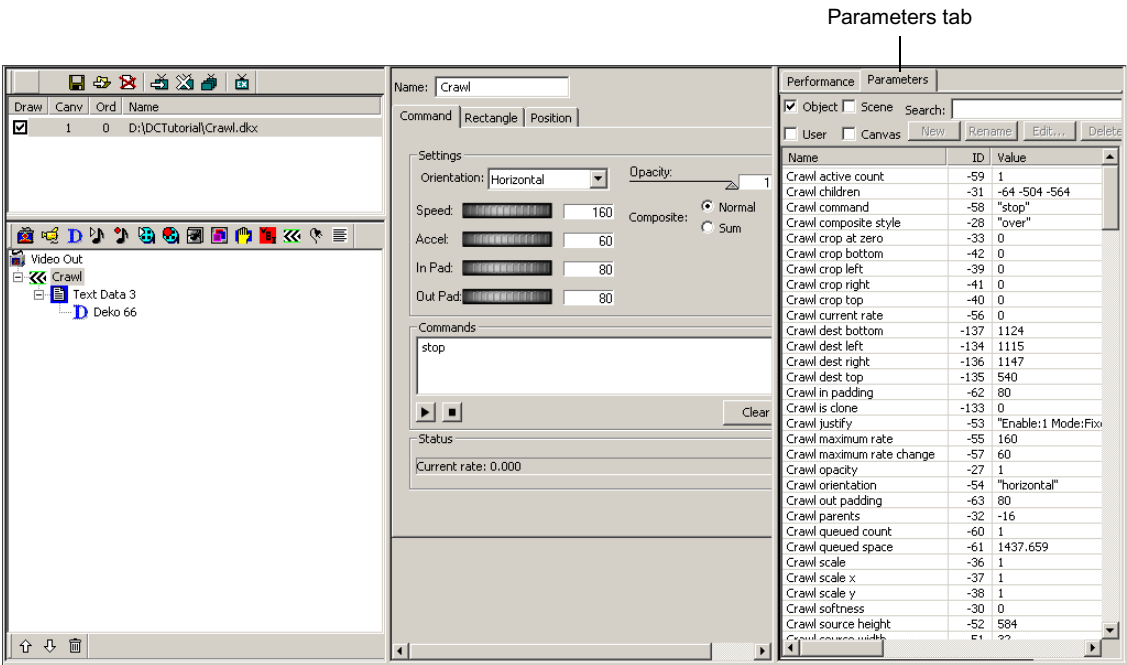 Parameters tab
Draw Canv Ord Name
1 0 D:\DCTutorial\Crawl.dkx
Video Out
Crawl
Text Data 3
D Deko 66
Name: Crawl
Command Rectangle Position
Settings
Orientation: Horizontal
Opacity: 1
Speed: 160
Composite: Normal
Sum
Accel: 60
In Pad: 80
Out Pad: 80
Commands
stop
Clear
Status
Current rate: 0.000
Performance Parameters
Object Scene Search:
User Canvas New Rename Edit... Delete
Name ID Value
Crawl active count -59 1
Crawl children -31 -64 -504 -564
Crawl command -58 "stop"
Crawl composite style -28 "over"
Crawl crop at zero -33 0
Crawl crop bottom -42 0
Crawl crop left -39 0
Crawl crop right -41 0
Crawl crop top -40 0
Crawl current rate -56 0
Crawl dest bottom -137 1124
Crawl dest left -134 1115
Crawl dest right -136 1147
Crawl dest top -135 540
Crawl in padding -62 80
Crawl is clone -133 0
Crawl justify -53 "Enable:1 Mode:Fix
Crawl maximum rate -55 160
Crawl maximum rate change -57 60
Crawl opacity -27 1
Crawl orientation -54 "horizontal"
Crawl out padding -63 80
Crawl parents -32 -16
Crawl queued count -60 1
Crawl queued space -61 1437.659
Crawl scale -36 1
Crawl scale x -37 1
Crawl scale y -38 1
Crawl softness -30 0
Crawl source height -52 584
Crawl source width -51 32